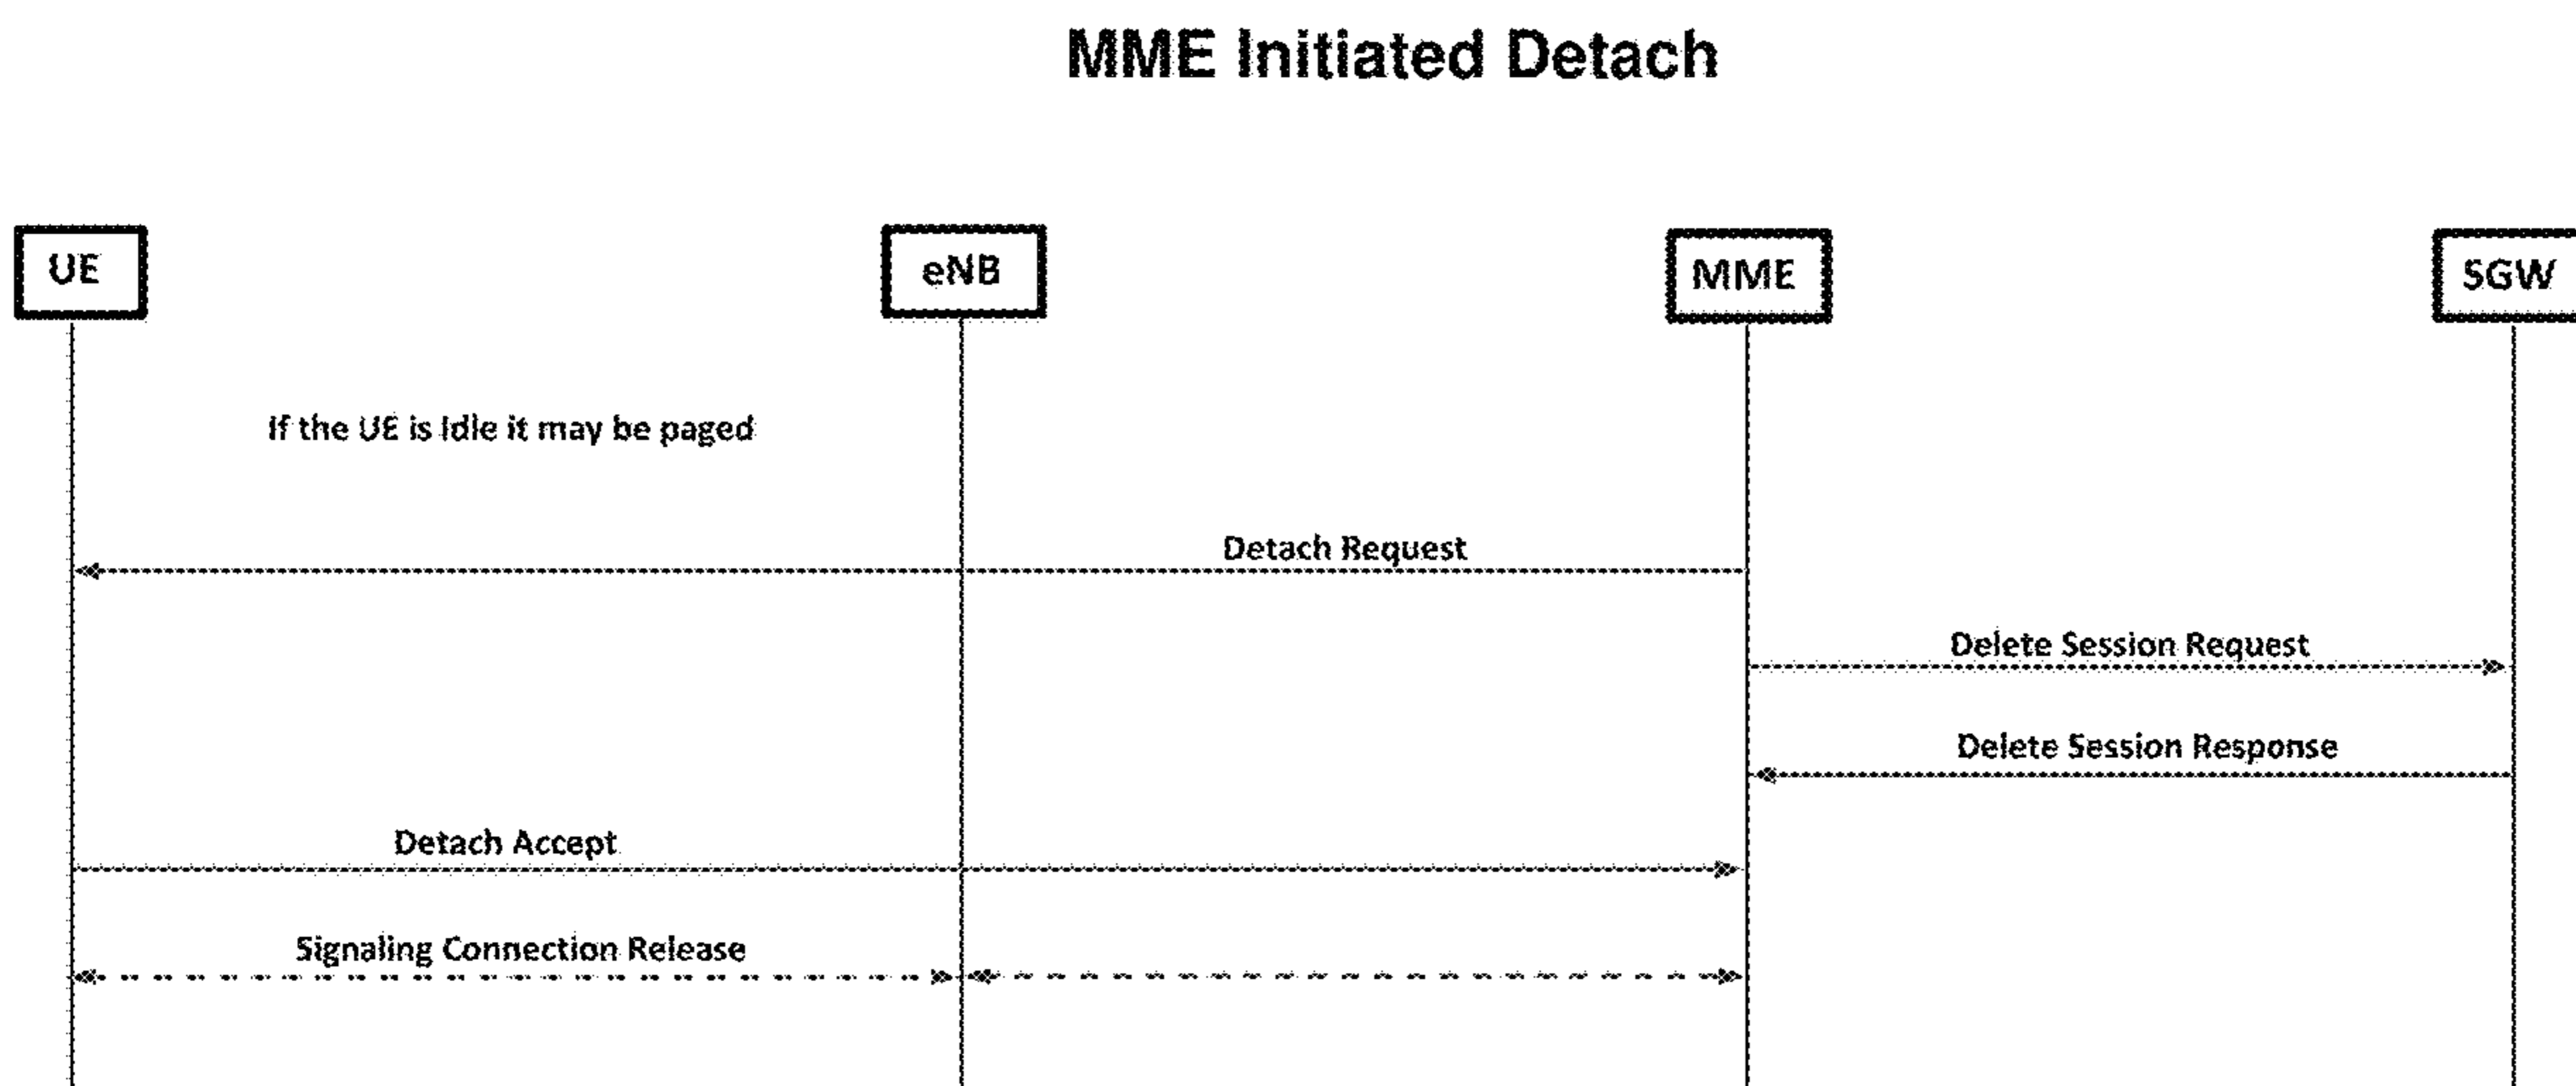 MME Initiated Detach
UE
eNB
MME
SGW
If the UE is Idle it may be paged
Detach Request
Delete Session Request
Delete Session Response
Detach Accept
Signaling Connection Release